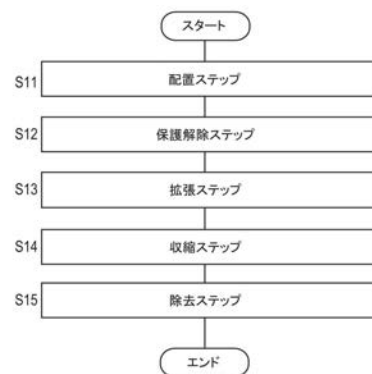 スタート
S11 配置ステップ
S12 保護解除ステップ
S13 拡張ステップ
S14 収縮ステップ
S15 除去ステップ
エンド